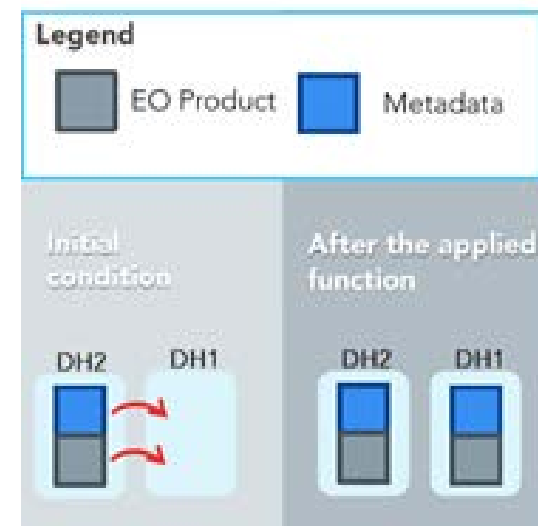 Legend
EO Product
Metadata
Initial
condition
After the applied
function
DH2
DH1
DH2
DH1